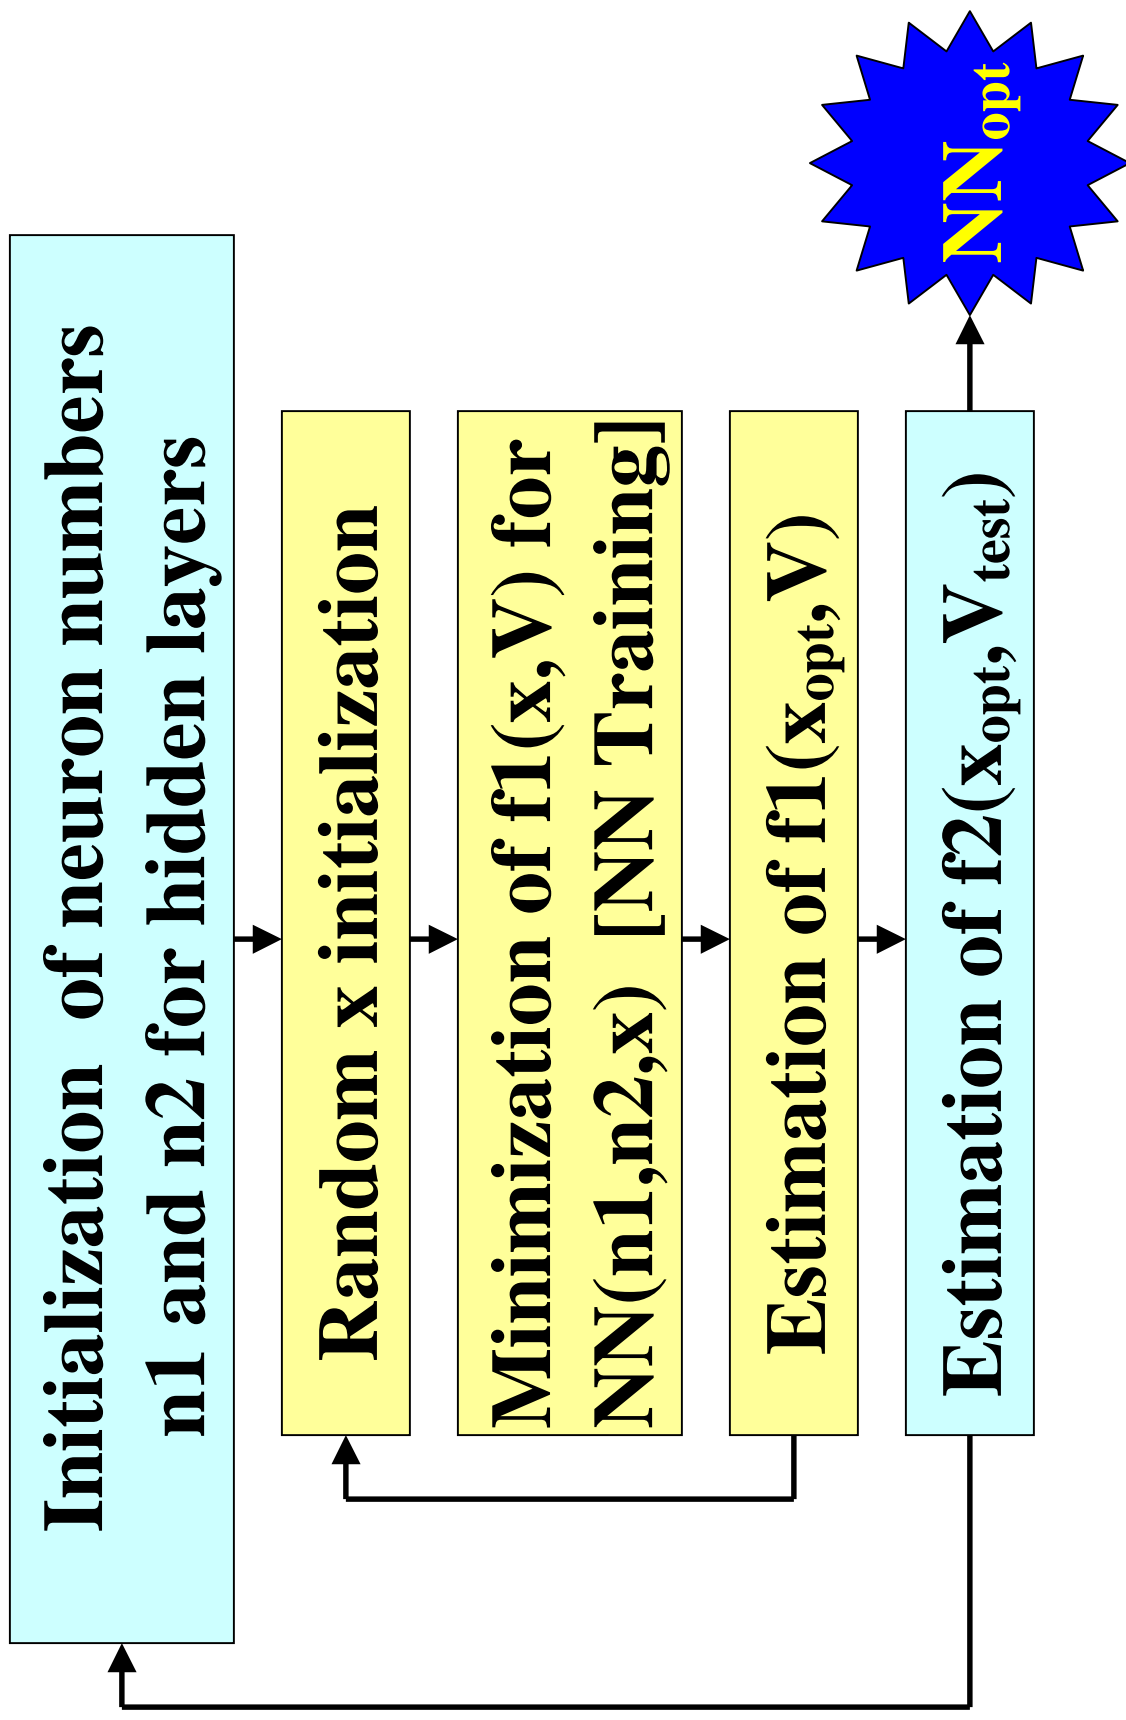 Initialization of neuron numbers
n1 and n2 for hidden layers
Random x initialization
Minimization of f1(x,V) for
NN(n1,n2,x) [NN Training]
Estimation of f1(xopt,V)
Estimation of f2(xopt,Vtest)
NNopt